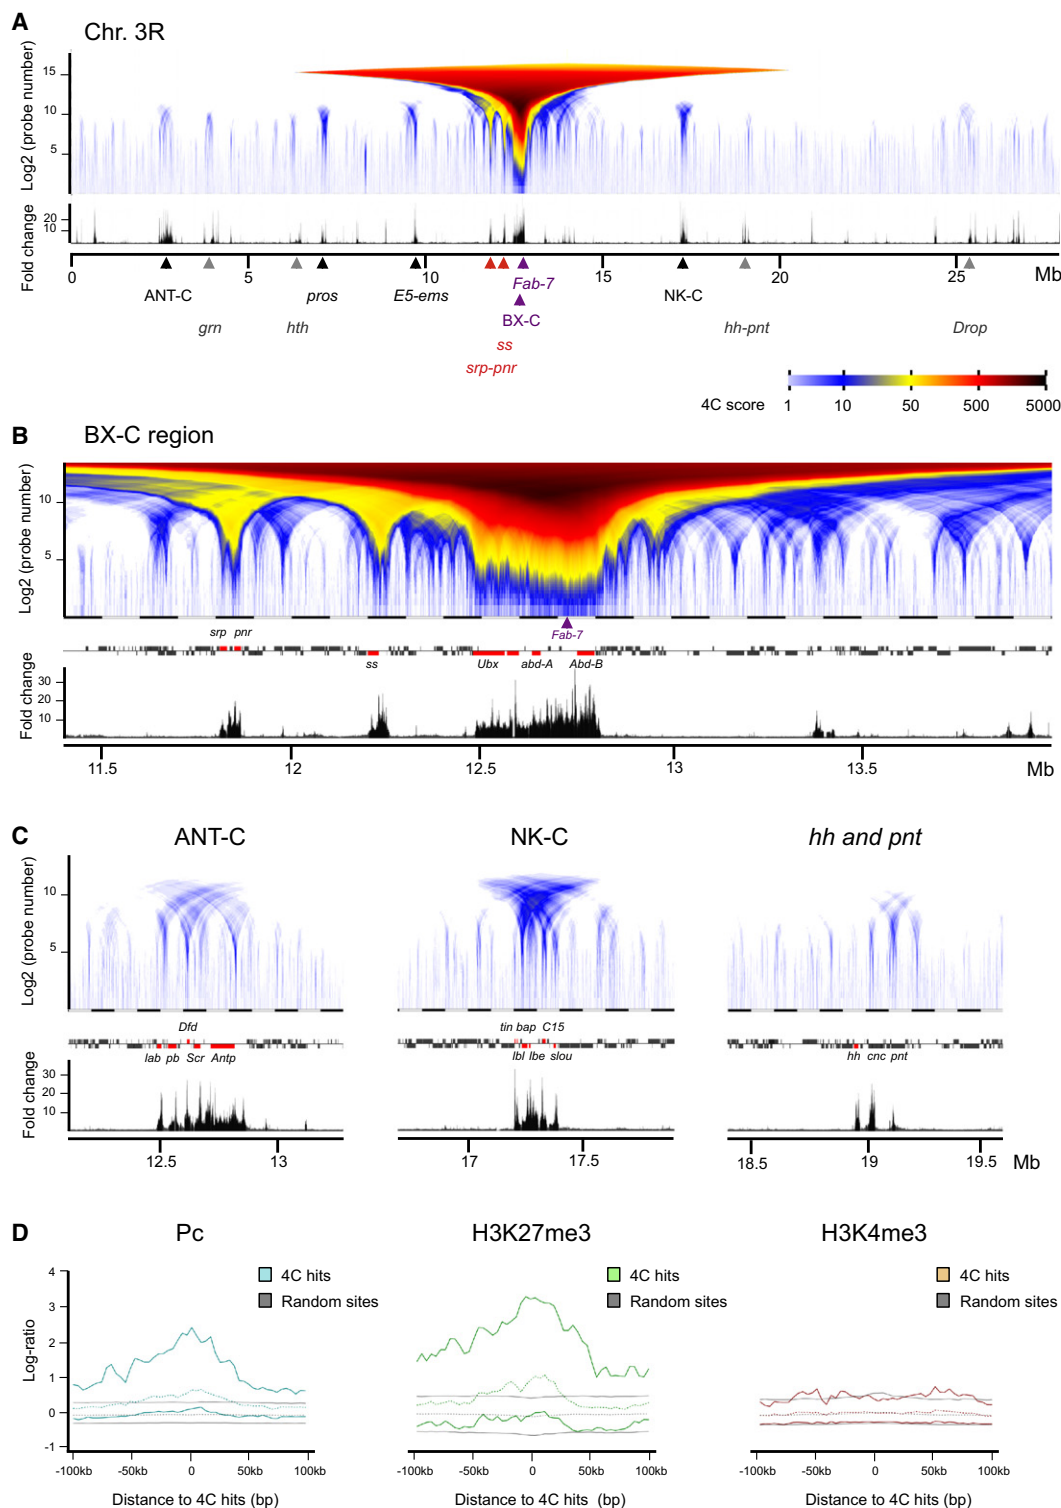 A
Chr. 3R
Log2 (probe number)
15
10
5
Fold change
20
10
0 5 10 15 20 25 Mb
ANT-C pros E5-ems Fab-7 NK-C
BX-C
grn hth hh-pnt Drop
ss
srp-pnr
4C score 1 10 50 500 5000
B
BX-C region
Log2 (probe number)
10
5
srp pnr Fab-7
ss Ubx abd-A Abd-B
Fold change
30
20
10
11.5 12 12.5 13 13.5 Mb
C
ANT-C NK-C hh and pnt
Log2 (probe number)
10
5
Dfd tin bap C15
lab pb Scr Antp lbl lbe slou hh cnc pnt
Fold change
30
20
10
12.5 13 17 17.5 18.5 19 19.5 Mb
D
Pc H3K27me3 H3K4me3
4C hits 4C hits 4C hits
Random sites Random sites Random sites
Log-ratio
4
3
2
1
0
-1
-100kb -50kb 0 50kb 100kb -100kb -50kb 0 50kb 100kb -100kb -50kb 0 50kb 100kb
Distance to 4C hits (bp) Distance to 4C hits (bp) Distance to 4C hits (bp)